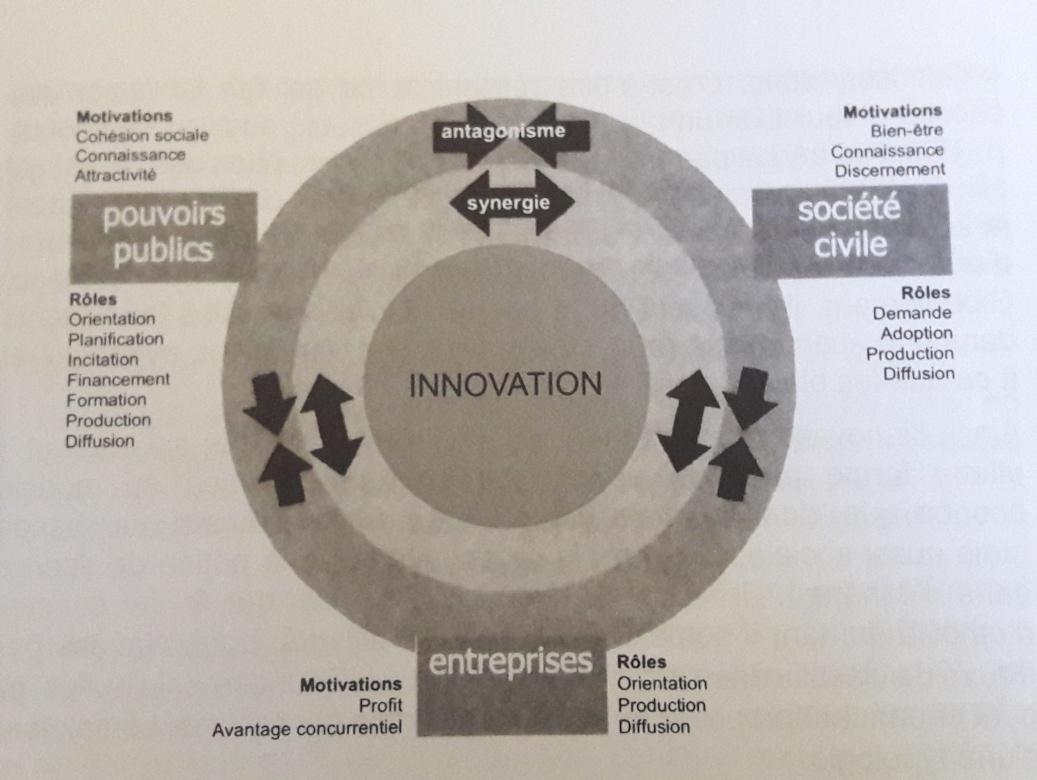 Motivations
Cohésion sociale
Connaissance
Attractivité
pouvoirs
publics
Rôles
Orientation
Planification
Incitation
Financement
Formation
Production
Diffusion
antagonisme
synergie
INNOVATION
Motivations
Bien-être
Connaissance
Discernement
société
civile
Rôles
Demande
Adoption
Production
Diffusion
entreprises
Motivations
Profit
Avantage concurrentiel
Rôles
Orientation
Production
Diffusion